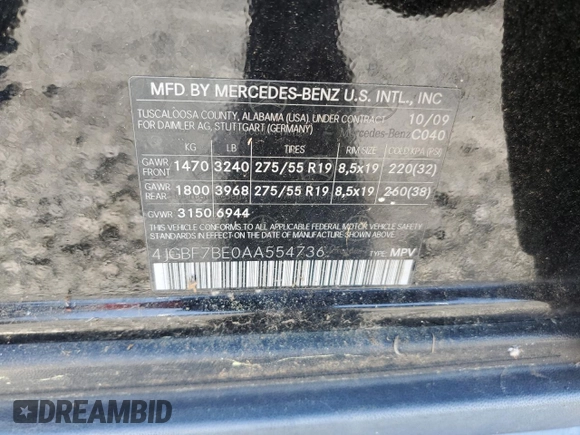 MFD. BY MERCEDES-BENZ U.S. INTL., INC
TUSCALOOSA COUNTY, ALABAMA (USA), UNDER CONTRACT 10/09
FOR DAIMLER AG, STUTTGART (GERMANY) Mercedes-Benz C040
KG LB TIRES RIM SIZE COLD KPA (PSI)
GAWR FRONT 1470 3240 275/55 R19 8,5x19 220(32)
GAWR REAR 1800 3968 275/55 R19 8,5x19 260(38)
GVWR 3150 6944
THIS VEHICLE CONFORMS TO ALL APPLICABLE FEDERAL MOTOR VEHICLE SAFETY STANDARDS IN EFFECT ON THE DATE OF MANUFACTURE SHOWN ABOVE.
4JGBF7BE0AA554736 TYPE: MPV
DREAMBID